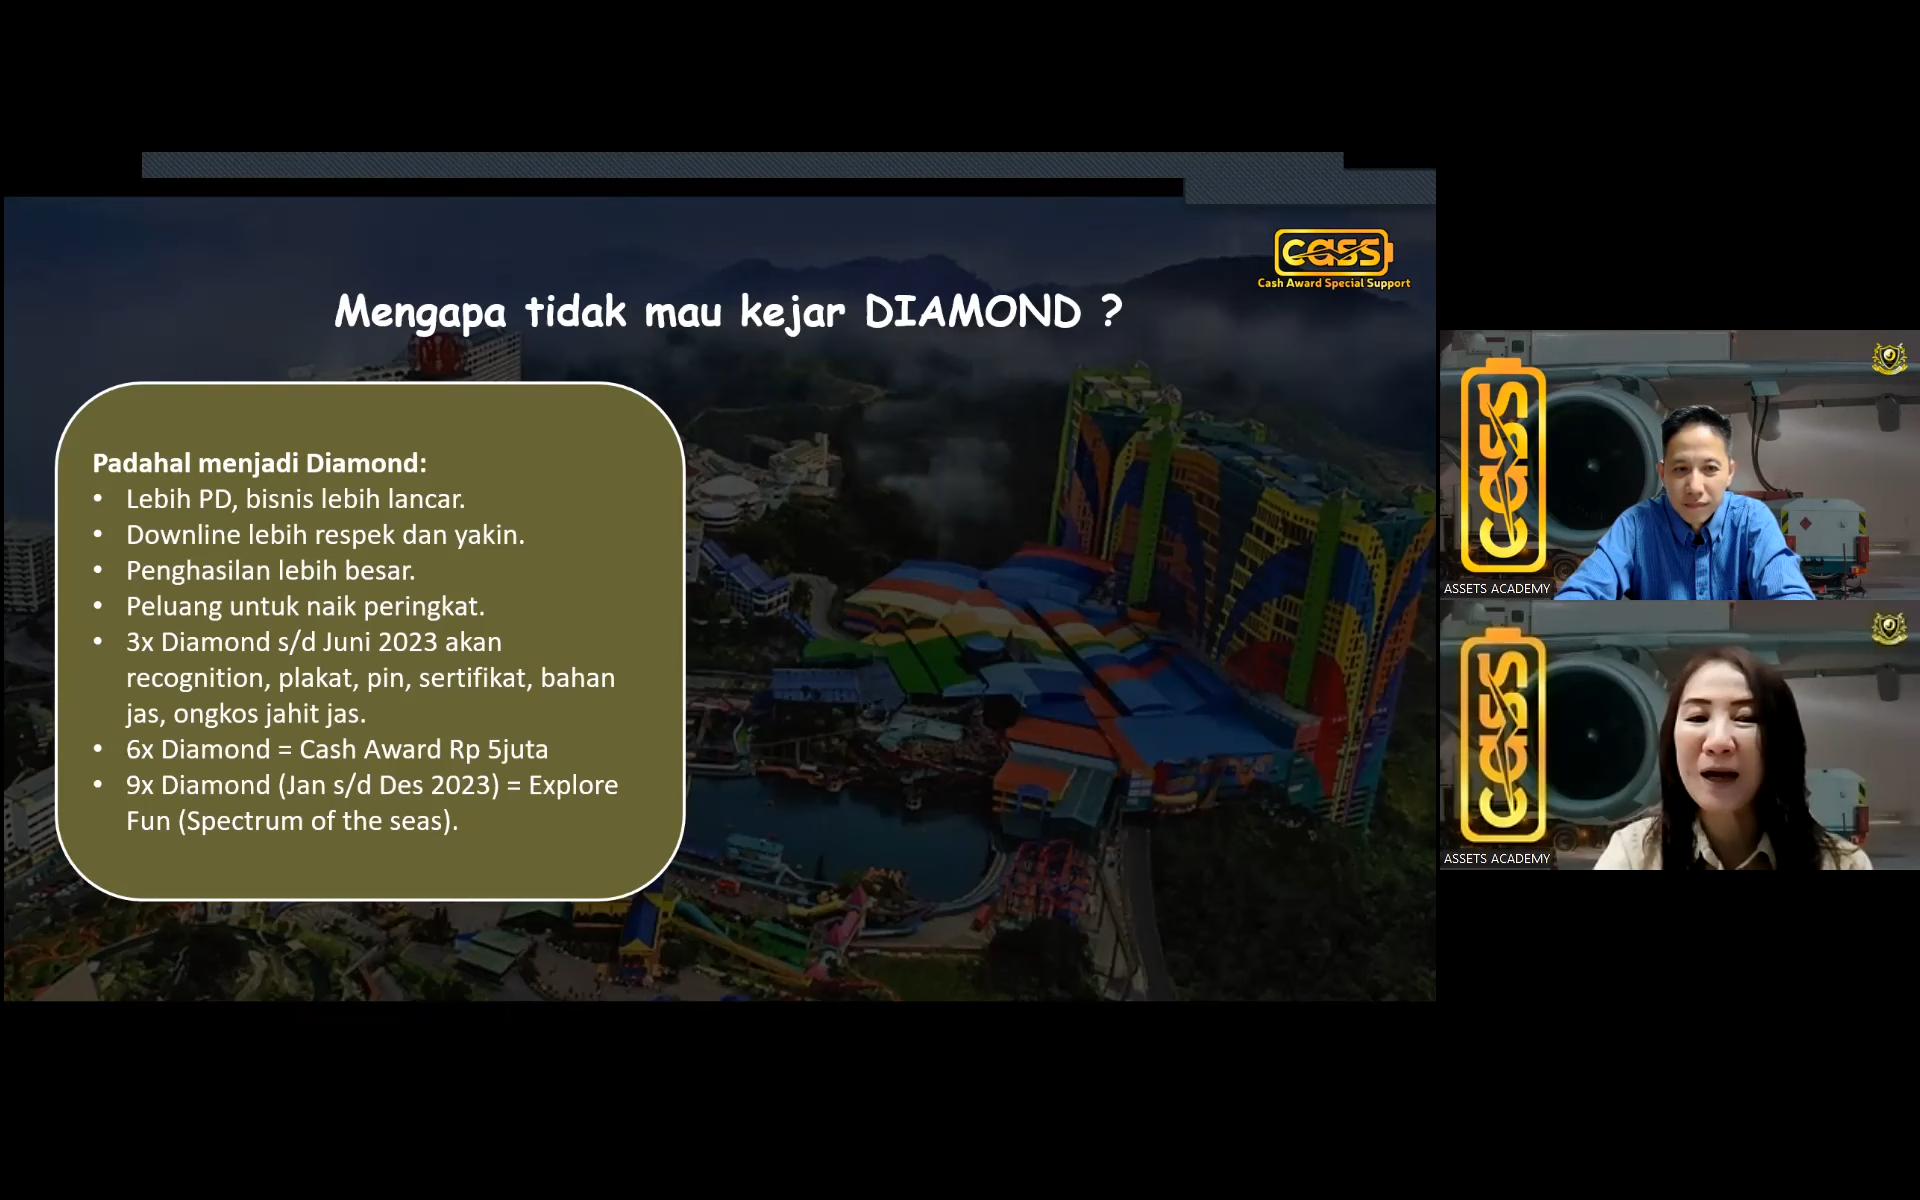 cass
Cash Award Special Support
Mengapa tidak mau kejar DIAMOND ?
Padahal menjadi Diamond:
• Lebih PD, bisnis lebih lancar.
• Downline lebih respek dan yakin.
• Penghasilan lebih besar.
• Peluang untuk naik peringkat.
• 3x Diamond s/d Juni 2023 akan
recognition, plakat, pin, sertifikat, bahan
jas, ongkos jahit jas.
• 6x Diamond = Cash Award Rp 5juta
• 9x Diamond (Jan s/d Des 2023) = Explore
Fun (Spectrum of the seas).
cass
ASSETS ACADEMY
cass
ASSETS ACADEMY